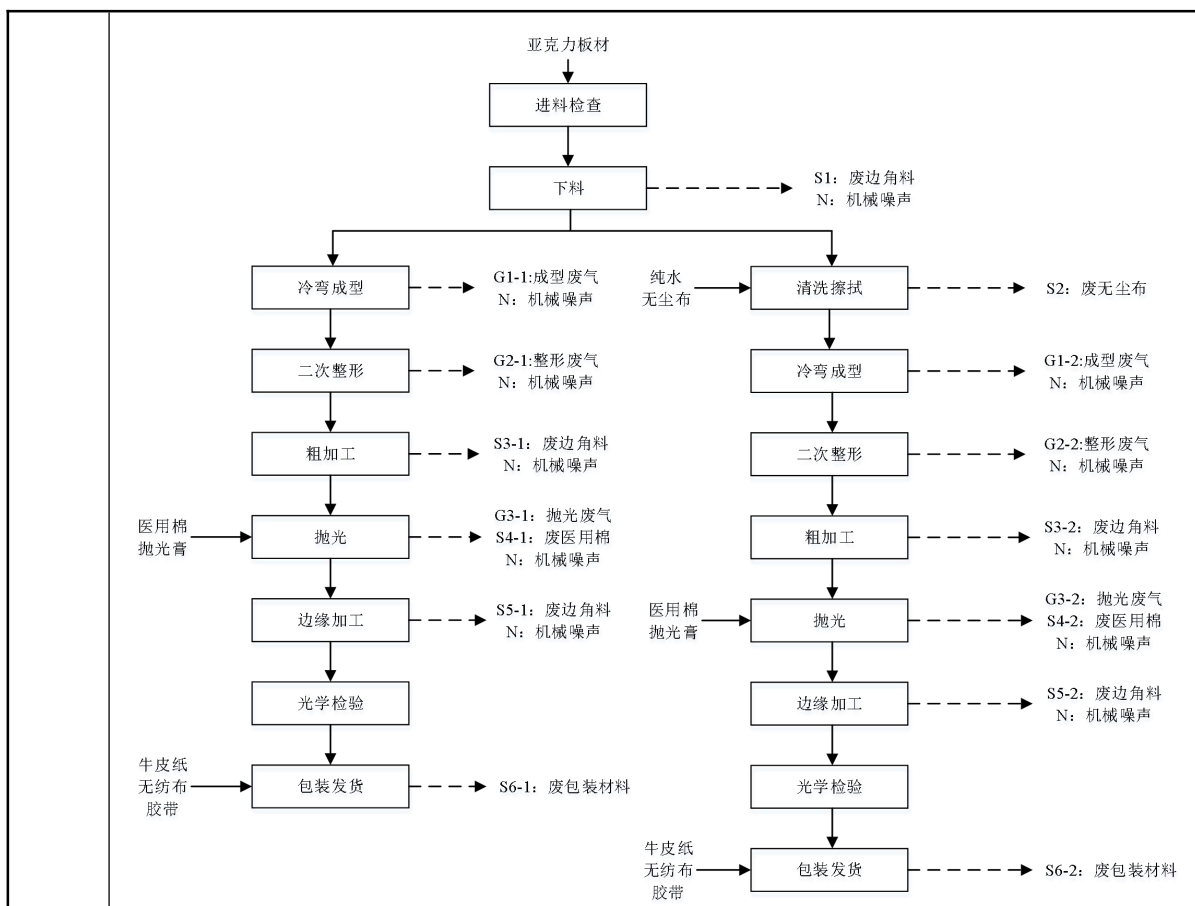 亚克力板材
进料检查
下料
S1：废边角料
N：机械噪声
冷弯成型
G1-1:成型废气
N：机械噪声
二次整形
G2-1:整形废气
N：机械噪声
粗加工
S3-1：废边角料
N：机械噪声
医用棉
抛光膏
抛光
G3-1：抛光废气
S4-1：废医用棉
N：机械噪声
边缘加工
S5-1：废边角料
N：机械噪声
光学检验
牛皮纸
无纺布
胶带
包装发货
S6-1：废包装材料
纯水
无尘布
清洗擦拭
S2：废无尘布
冷弯成型
G1-2:成型废气
N：机械噪声
二次整形
G2-2:整形废气
N：机械噪声
粗加工
S3-2：废边角料
N：机械噪声
医用棉
抛光膏
抛光
G3-2：抛光废气
S4-2：废医用棉
N：机械噪声
边缘加工
S5-2：废边角料
N：机械噪声
光学检验
牛皮纸
无纺布
胶带
包装发货
S6-2：废包装材料